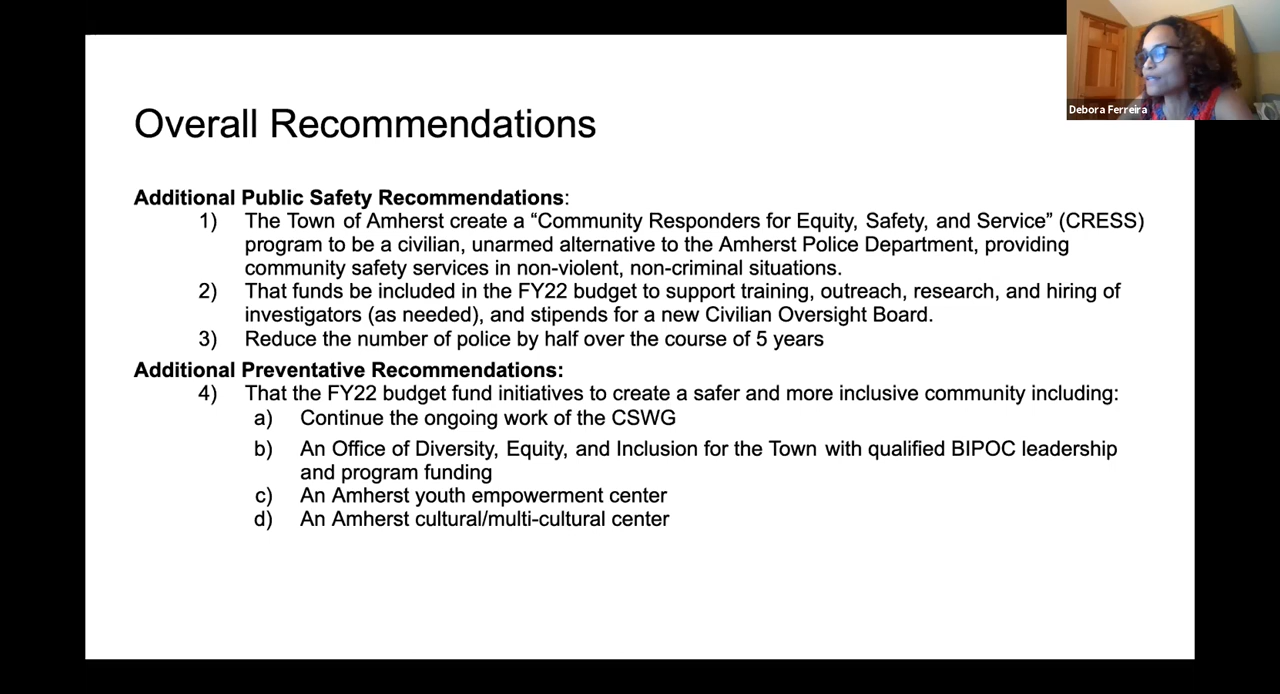 Debora Ferreira
Overall Recommendations
Additional Public Safety Recommendations:
1) The Town of Amherst create a “Community Responders for Equity, Safety, and Service” (CRESS)
program to be a civilian, unarmed alternative to the Amherst Police Department, providing
community safety services in non-violent, non-criminal situations.
2) That funds be included in the FY22 budget to support training, outreach, research, and hiring of
investigators (as needed), and stipends for a new Civilian Oversight Board.
3) Reduce the number of police by half over the course of 5 years
Additional Preventative Recommendations:
4) That the FY22 budget fund initiatives to create a safer and more inclusive community including:
a) Continue the ongoing work of the CSWG
b) An Office of Diversity, Equity, and Inclusion for the Town with qualified BIPOC leadership
and program funding
c) An Amherst youth empowerment center
d) An Amherst cultural/multi-cultural center